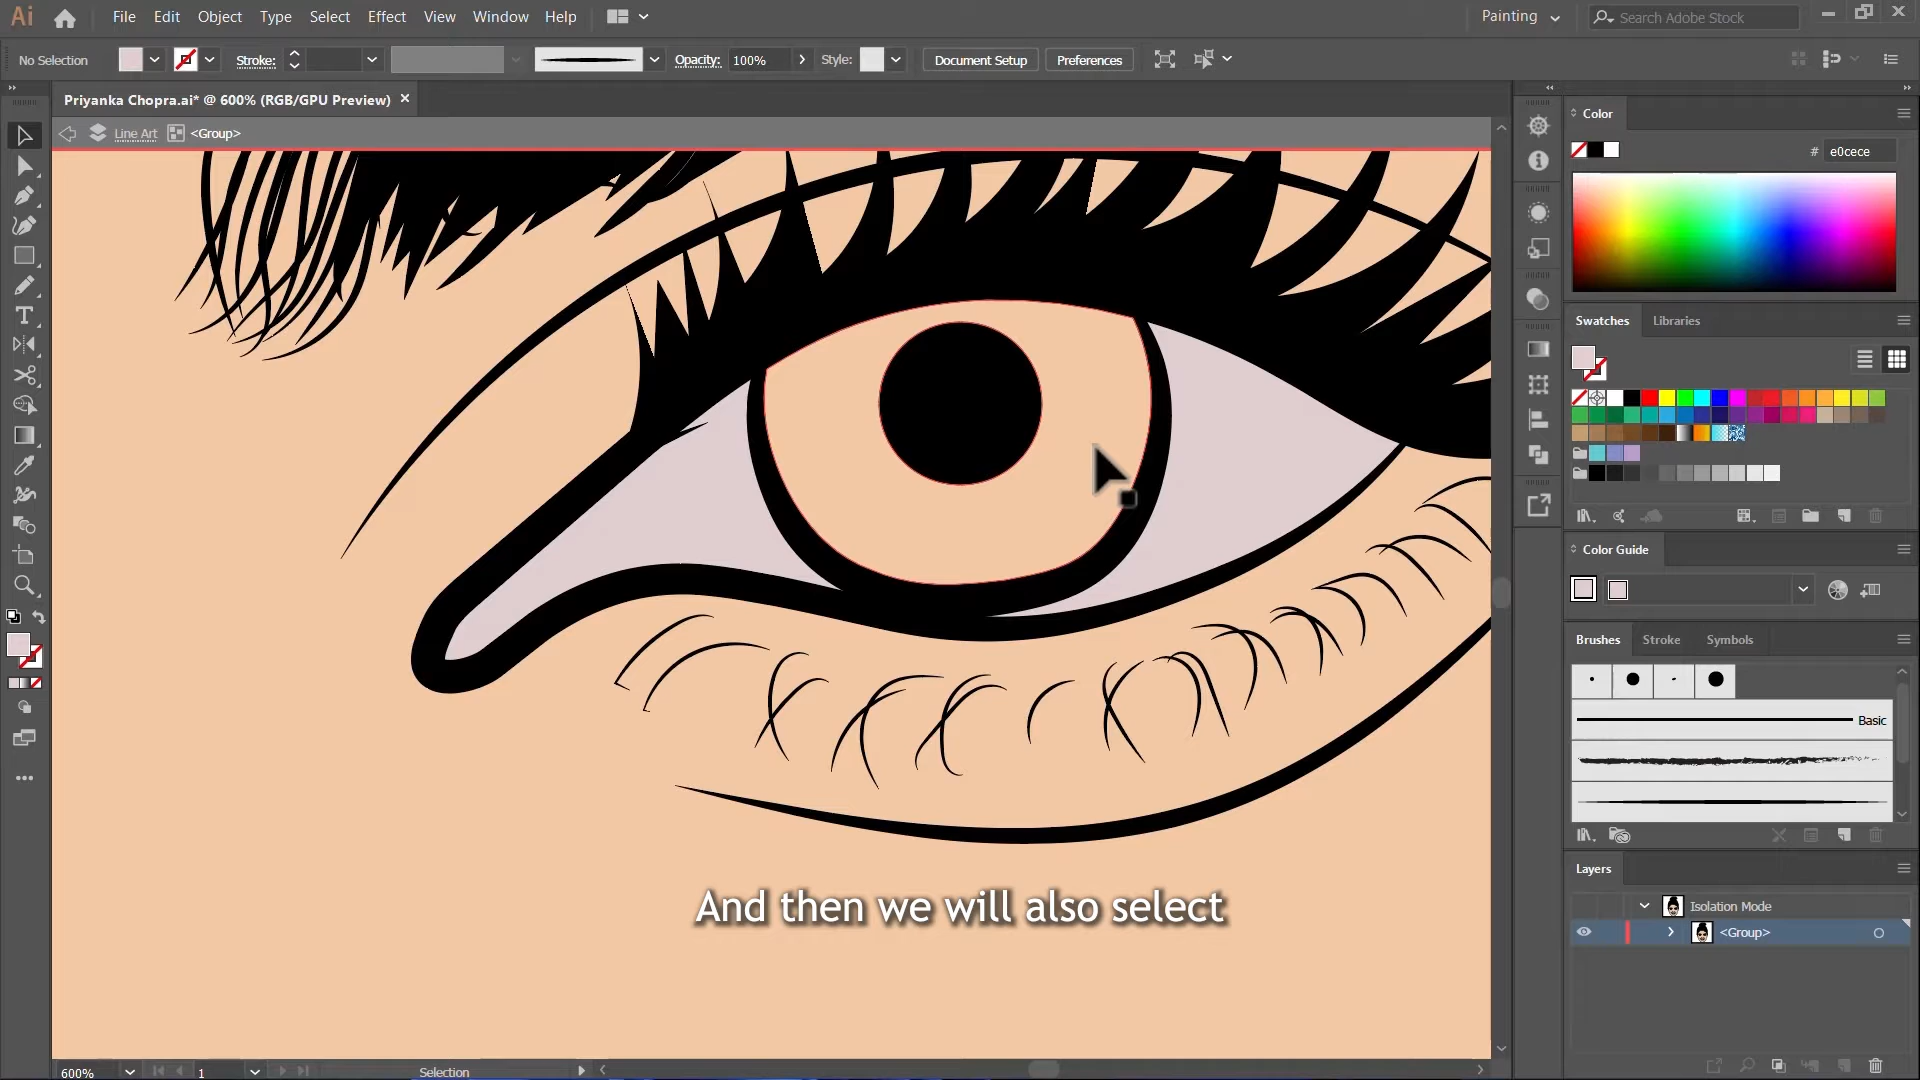 Ai File Edit Object Type Select Effect View Window Help Painting Search Adobe Stock
No Selection Stroke: Opacity: 100% Style: Document Setup Preferences
Priyanka Chopra.ai* @ 600% (RGB/GPU Preview) ×
Line Art <Group>
Color
# e0cece
Swatches Libraries
Color Guide
Brushes Stroke Symbols
Basic
Layers
Isolation Mode
<Group>
And then we will also select
600% 1 Selection